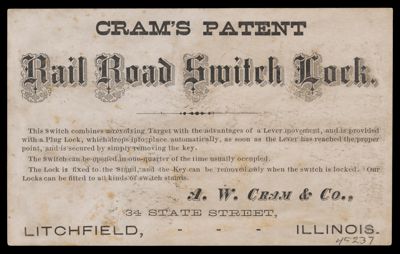 CRAM'S PATENT
Rail Road Switch Lock.
This Switch combines a revolving Target with the advantages of a Lever movement, and is provided
with a Plug Lock, which drops into place automatically, as soon as the Lever has reached the proper
point, and is secured by simply removing the key.
The Switch can be opened in one-quarter of the time usually occupied.
The Lock is fixed to the Signal, and the Key can be removed only when the switch is locked. Our
Locks can be fitted to all kinds of switch stands.
A. W. CRAM & CO.,
34 STATE STREET,
LITCHFIELD, - - - ILLINOIS.
45237